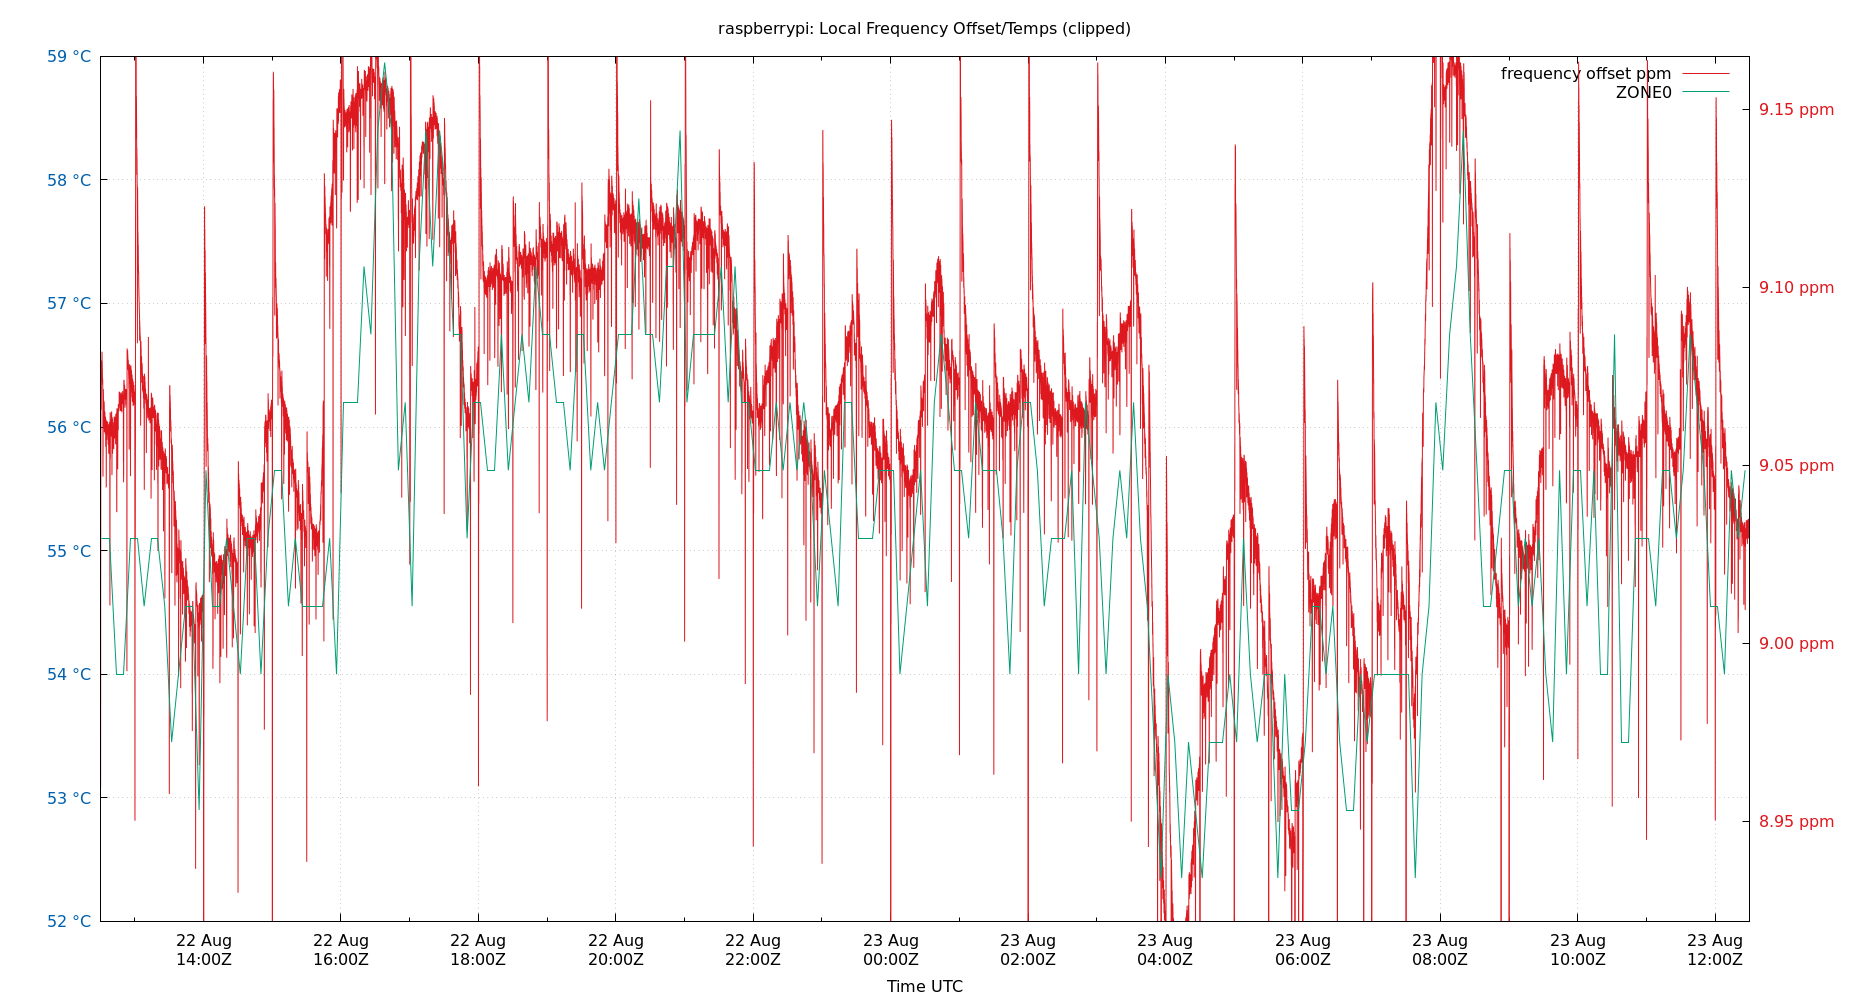 raspberrypi: Local Frequency Offset/Temps (clipped)
59 °C
58 °C
57 °C
56 °C
55 °C
54 °C
53 °C
52 °C
frequency offset ppm
ZONE0
9.15 ppm
9.10 ppm
9.05 ppm
9.00 ppm
8.95 ppm
22 Aug 22 Aug 22 Aug 22 Aug 22 Aug 23 Aug 23 Aug 23 Aug 23 Aug 23 Aug 23 Aug 23 Aug
14:00Z 16:00Z 18:00Z 20:00Z 22:00Z 00:00Z 02:00Z 04:00Z 06:00Z 08:00Z 10:00Z 12:00Z
Time UTC